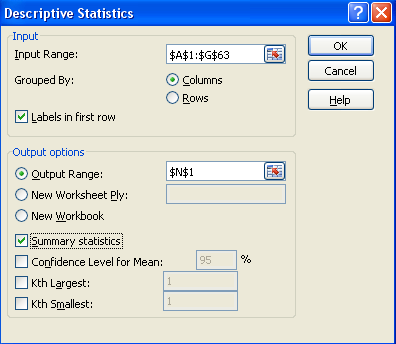 Descriptive Statistics
Input
Input Range: $A$1:$G$63
OK
Grouped By: Columns
Cancel
Rows
Help
Labels in first row
Output options
Output Range: $N$1
New Worksheet Ply:
New Workbook
Summary statistics
Confidence Level for Mean: 95 %
Kth Largest: 1
Kth Smallest: 1